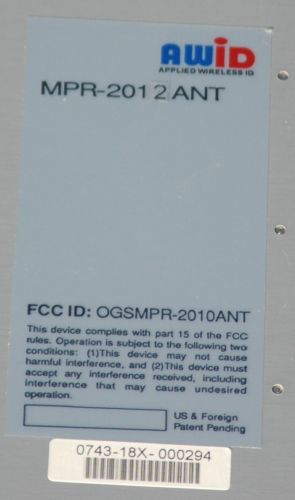 AWiD
APPLIED WIRELESS ID
MPR-2012ANT
FCC ID: OGSMPR-2010ANT
This device complies with part 15 of the FCC
rules. Operation is subject to the following two
conditions: (1)This device may not cause
harmful interference, and (2)This device must
accept any interference received, including
interference that may cause undesired
operation.
US & Foreign
Patent Pending
0743-18X-000294